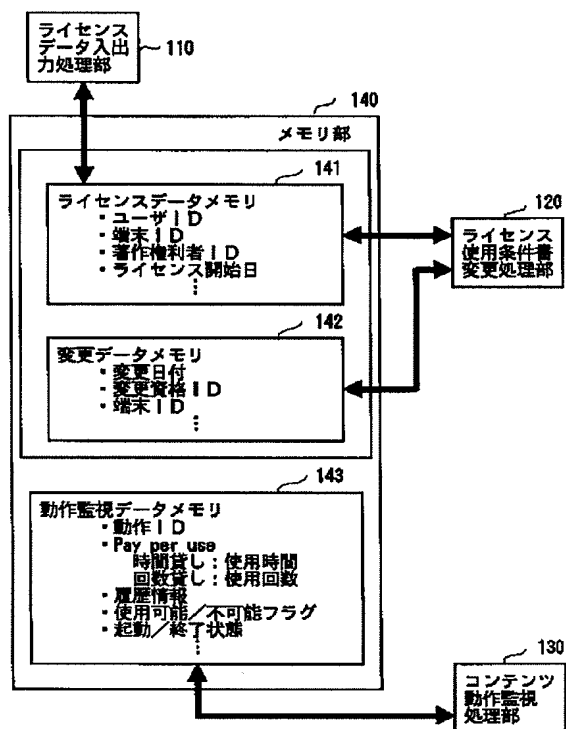 ライセンス
データ入出
力処理部
110
140
メモリ部
141
ライセンスデータメモリ
・ユーザID
・端末ID
・著作権利者ID
・ライセンス開始日
⋮
120
ライセンス
使用条件書
変更処理部
142
変更データメモリ
・変更日付
・変更資格ID
・端末ID
⋮
143
動作監視データメモリ
・動作ID
・Pay per use
時間貸し:使用時間
回数貸し:使用回数
・履歴情報
・使用可能/不可能フラグ
・起動/終了状態
⋮
130
コンテンツ
動作監視
処理部